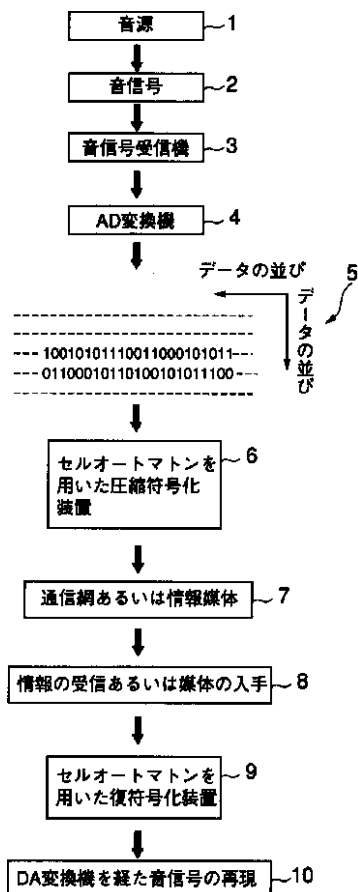 音源 1
音信号 2
音信号受信機 3
AD変換機 4
データの並び
データの並び
5
10010101110011000101011
011000101101001010111100
セルオートマトンを
用いた圧縮符号化
装置
6
通信網あるいは情報媒体 7
情報の受信あるいは媒体の入手 8
セルオートマトンを
用いた復符号化装置
9
DA変換機を経た音信号の再現 10